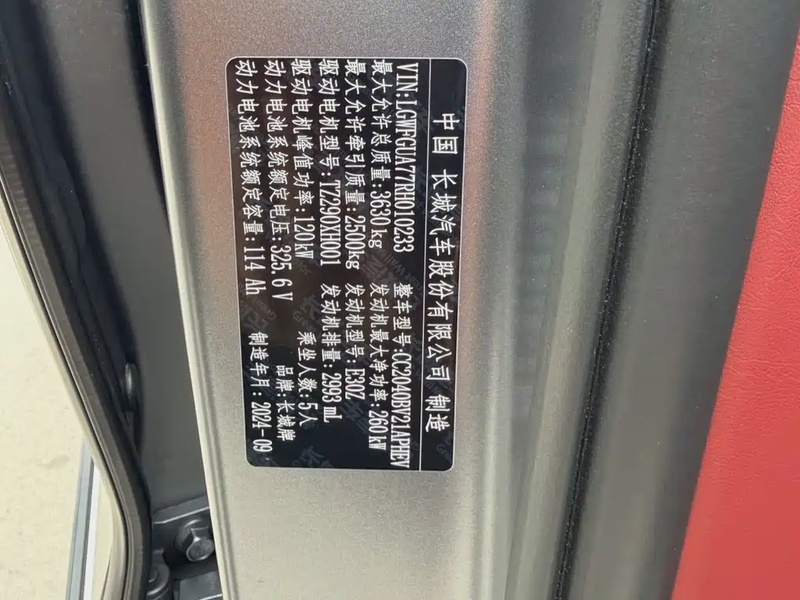 中国 长城汽车股份有限公司 制造
VIN:LGWFGUA77RH010233 整车型号:CC2040BY21APHEV
最大允许总质量:3630kg 发动机最大净功率:260kW
最大允许牵引质量:2500kg 发动机型号:E30Z
驱动电机型号:TZ290XH001 发动机排量:2993mL
驱动电机峰值功率:120kW 乘坐人数:5人
动力电池系统额定电压:325.6V 品牌:长城牌
动力电池系统额定容量:114 Ah 制造年月:2024-09